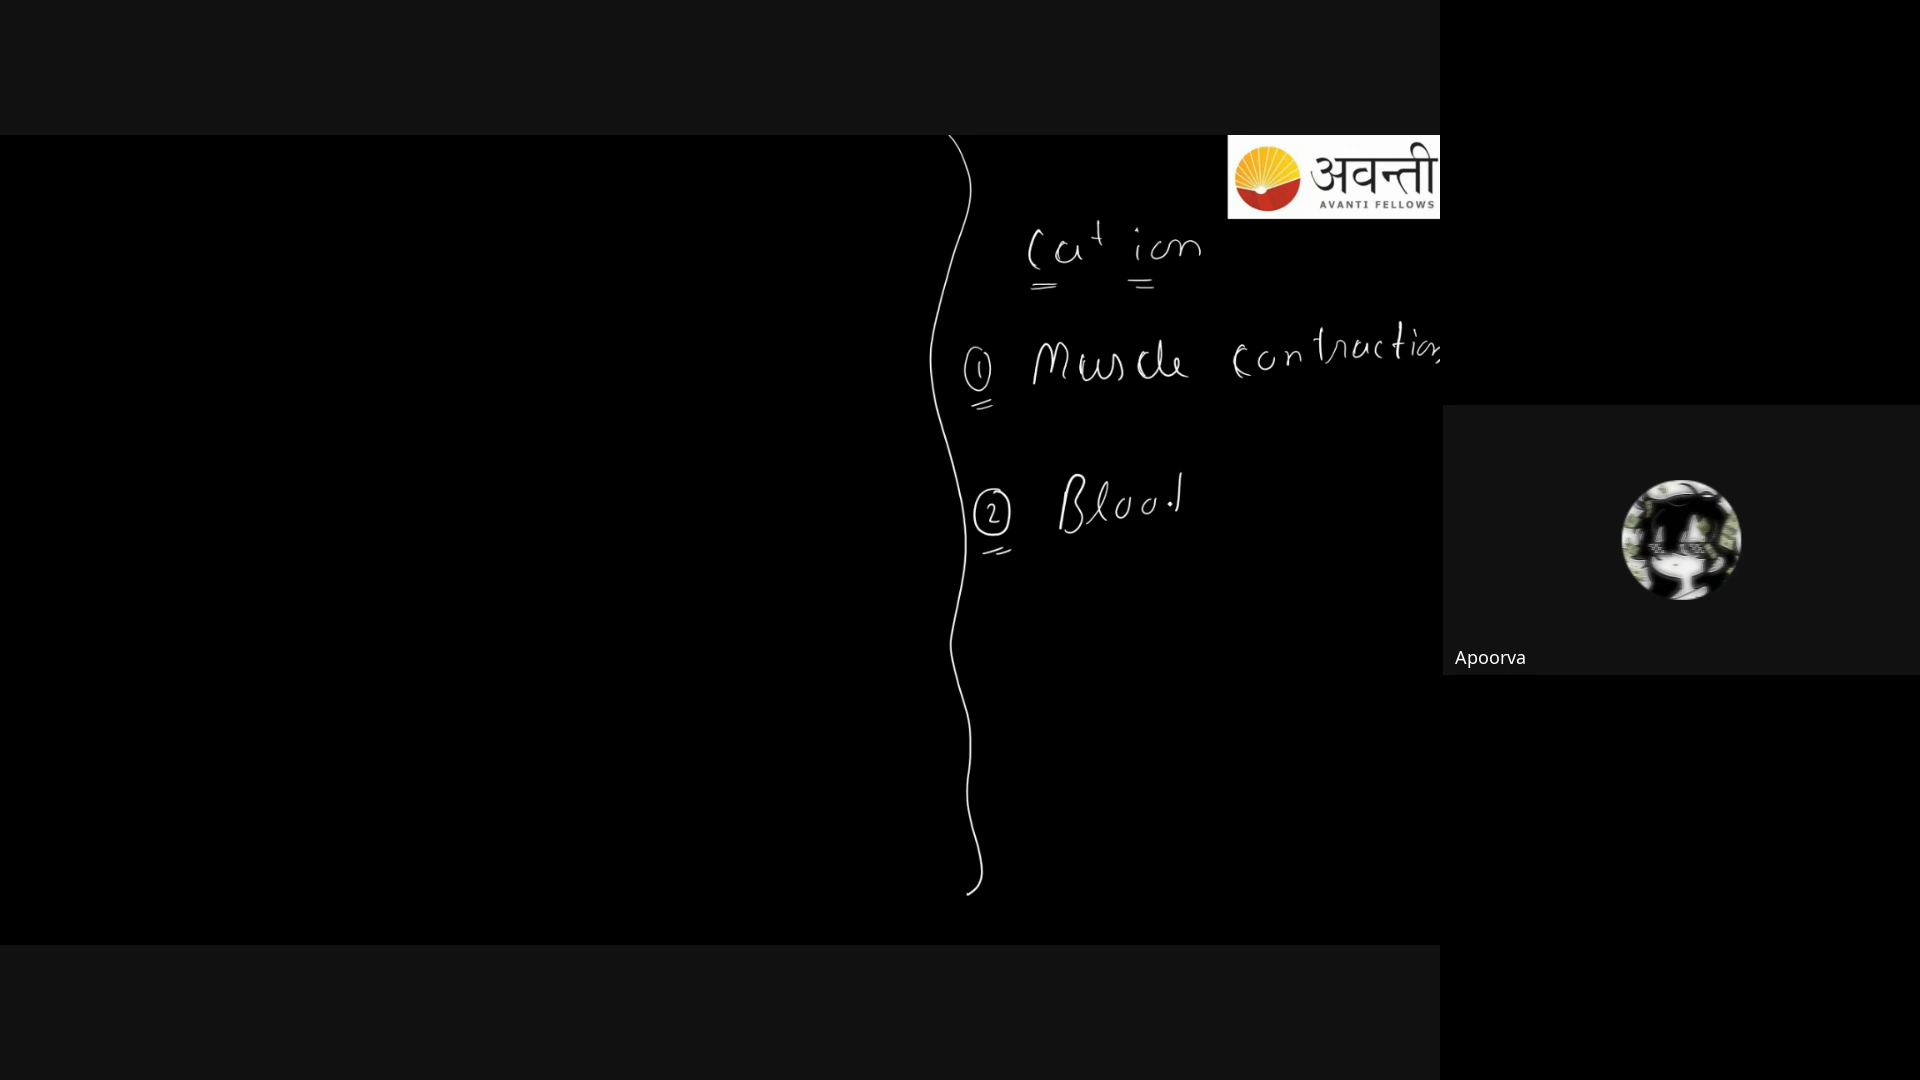 अवन्ती
AVANTI FELLOWS
Ca⁺ ion
① Muscle contraction
② Blood
Apoorva